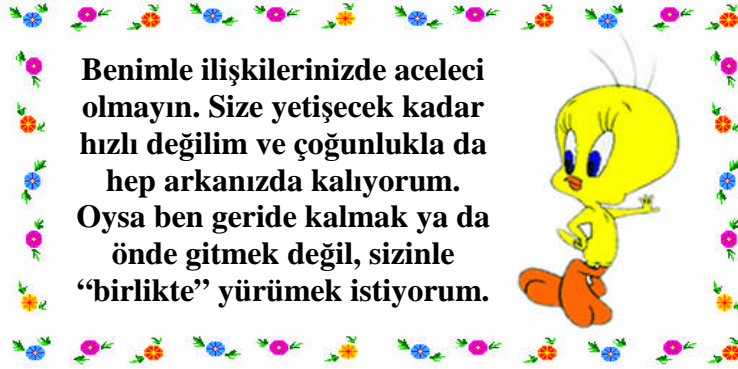 Benimle ilişkilerinizde aceleci
olmayın. Size yetişecek kadar
hızlı değilim ve çoğunlukla da
hep arkanızda kalıyorum.
Oysa ben geride kalmak ya da
önde gitmek değil, sizinle
“birlikte” yürümek istiyorum.